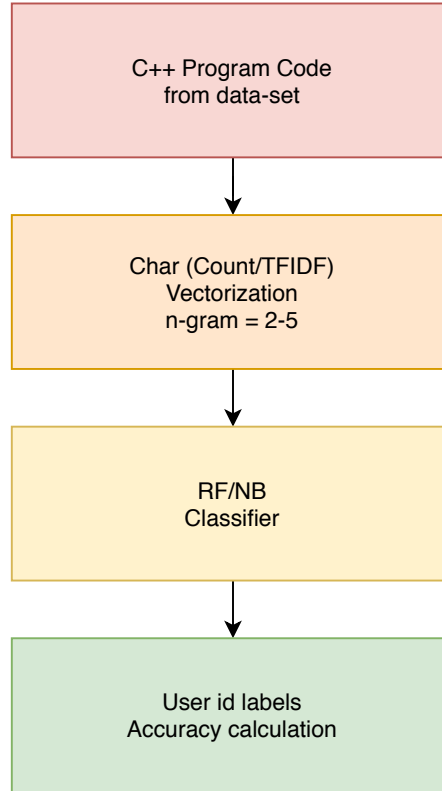 C++ Program Code
from data-set
Char (Count/TFIDF)
Vectorization
n-gram = 2-5
RF/NB
Classifier
User id labels
Accuracy calculation